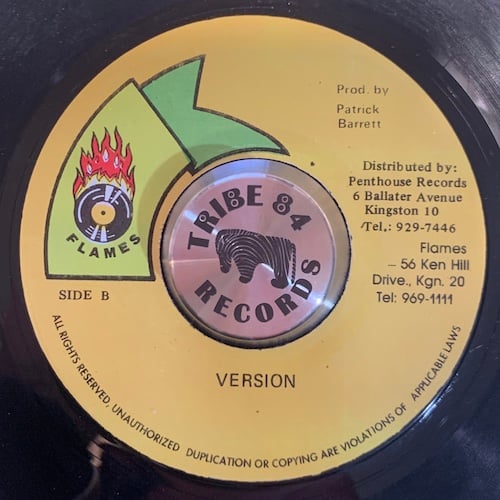 Prod. by
Patrick
Barrett
Distributed by:
Penthouse Records
6 Ballater Avenue
Kingston 10
/Tel.: 929-7446
Flames
– 56 Ken Hill
Drive., Kgn. 20
Tel: 969-1111
FLAMES
SIDE B
TRIBE 84
RECORDS
VERSION
ALL RIGHTS RESERVED, UNAUTHORIZED DUPLICATION OR COPYING ARE VIOLATIONS OF APPLICABLE LAWS